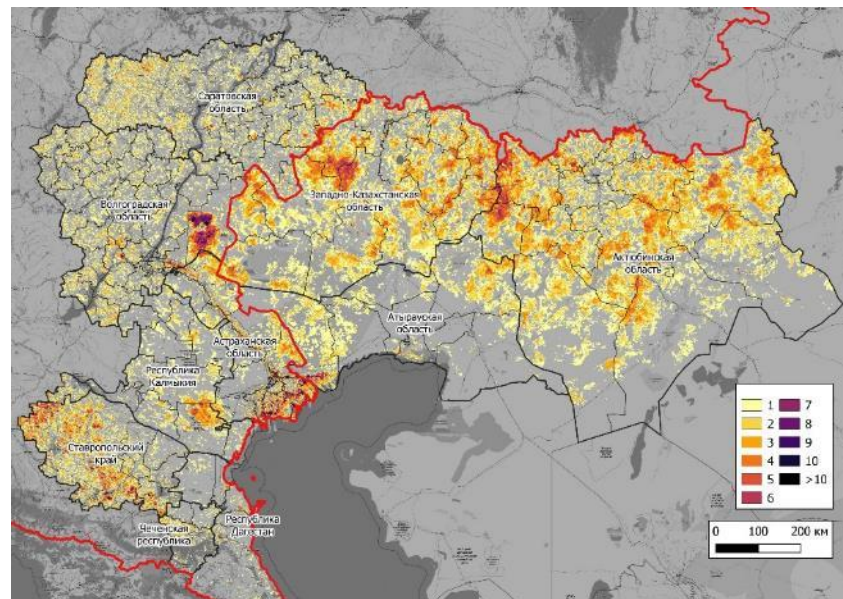 Саратовская
область
Волгоградская
область
Западно-Казахстанская
область
Актюбинская
область
Атырауская
область
Астраханская
область
Республика
Калмыкия
Ставропольский
край
Чеченская
республика
Республика
Дагестан
1 7
2 8
3 9
4 10
5 >10
6
0 100 200 км